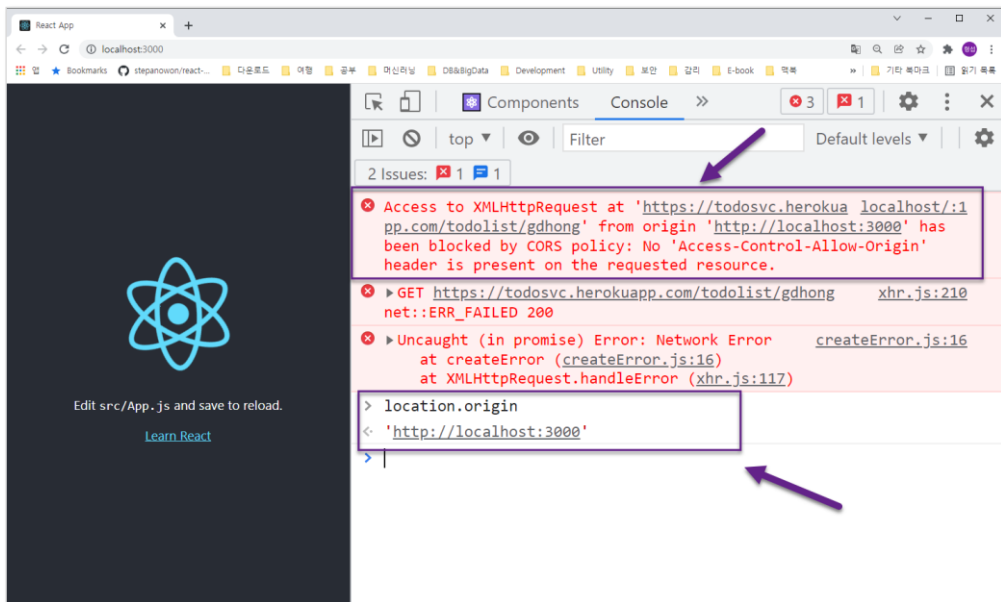 React App
localhost:3000
앱 Bookmarks stepanowon/react-... 다운로드 여행 공부 머신러닝 DB&BigData Development Utility 보안 갈리 E-book 맥북 » 기타 북마크 읽기 목록
Components Console » 3 1
top ▼ Filter Default levels ▼
2 Issues: 1 1
Access to XMLHttpRequest at 'https://todosvc.herokua localhost/:1
pp.com/todolist/gdhong' from origin 'http://localhost:3000' has
been blocked by CORS policy: No 'Access-Control-Allow-Origin'
header is present on the requested resource.
▶GET https://todosvc.herokuapp.com/todolist/gdhong xhr.js:210
net::ERR_FAILED 200
▶Uncaught (in promise) Error: Network Error createError.js:16
at createError (createError.js:16)
at XMLHttpRequest.handleError (xhr.js:117)
> location.origin
'http://localhost:3000'
>
Edit src/App.js and save to reload.
Learn React